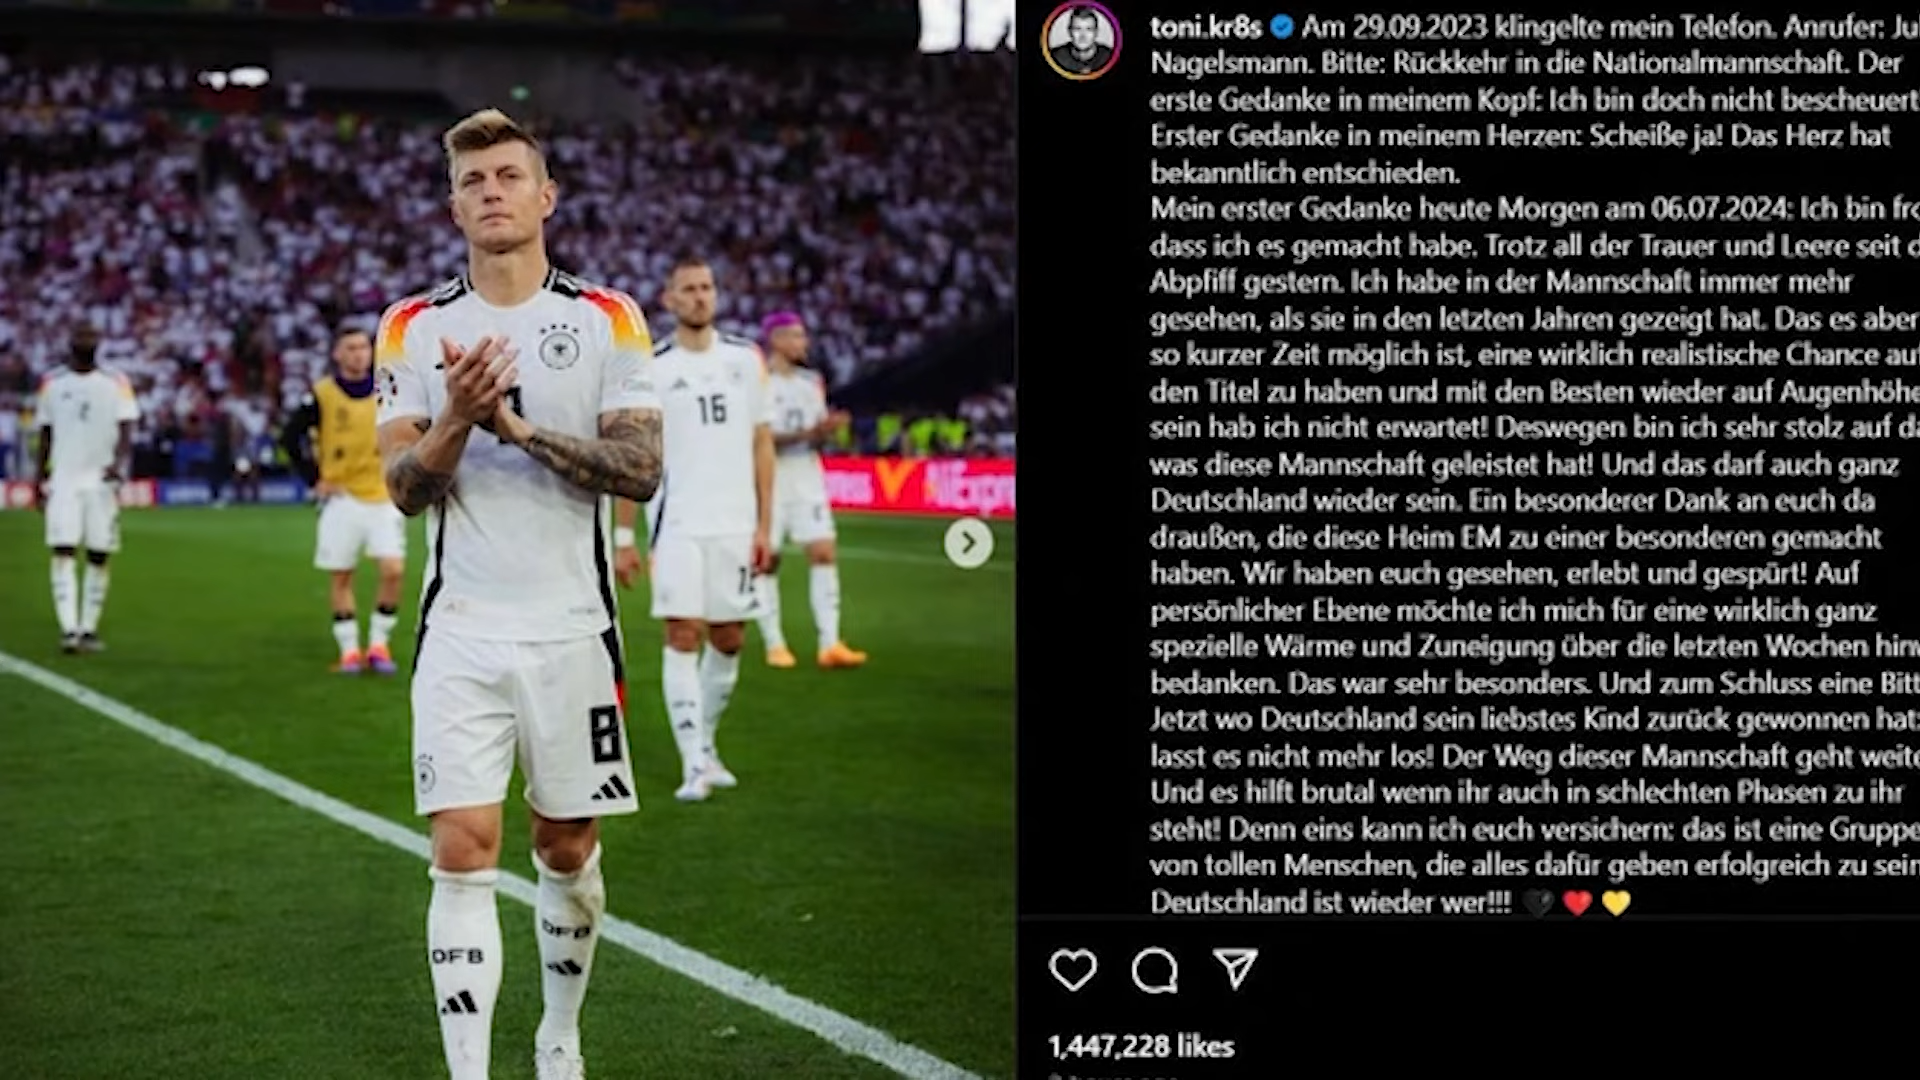 toni.kr8s Am 29.09.2023 klingelte mein Telefon. Anrufer: Ju
Nagelsmann. Bitte: Rückkehr in die Nationalmannschaft. Der
erste Gedanke in meinem Kopf: Ich bin doch nicht bescheuert
Erster Gedanke in meinem Herzen: Scheiße ja! Das Herz hat
bekanntlich entschieden.
Mein erster Gedanke heute Morgen am 06.07.2024: Ich bin fro
dass ich es gemacht habe. Trotz all der Trauer und Leere seit d
Abpfiff gestern. Ich habe in der Mannschaft immer mehr
gesehen, als sie in den letzten Jahren gezeigt hat. Das es aber
so kurzer Zeit möglich ist, eine wirklich realistische Chance auf
den Titel zu haben und mit den Besten wieder auf Augenhöhe
sein hab ich nicht erwartet! Deswegen bin ich sehr stolz auf da
was diese Mannschaft geleistet hat! Und das darf auch ganz
Deutschland wieder sein. Ein besonderer Dank an euch da
draußen, die diese Heim EM zu einer besonderen gemacht
haben. Wir haben euch gesehen, erlebt und gespürt! Auf
persönlicher Ebene möchte ich mich für eine wirklich ganz
spezielle Wärme und Zuneigung über die letzten Wochen hinw
bedanken. Das war sehr besonders. Und zum Schluss eine Bitt
Jetzt wo Deutschland sein liebstes Kind zurück gewonnen hat:
lasst es nicht mehr los! Der Weg dieser Mannschaft geht weite
Und es hilft brutal wenn ihr auch in schlechten Phasen zu ihr
steht! Denn eins kann ich euch versichern: das ist eine Gruppe
von tollen Menschen, die alles dafür geben erfolgreich zu sein
Deutschland ist wieder wer!!! 🖤 ❤️ 💛
1,447,228 likes
16
8
DFB
DFB